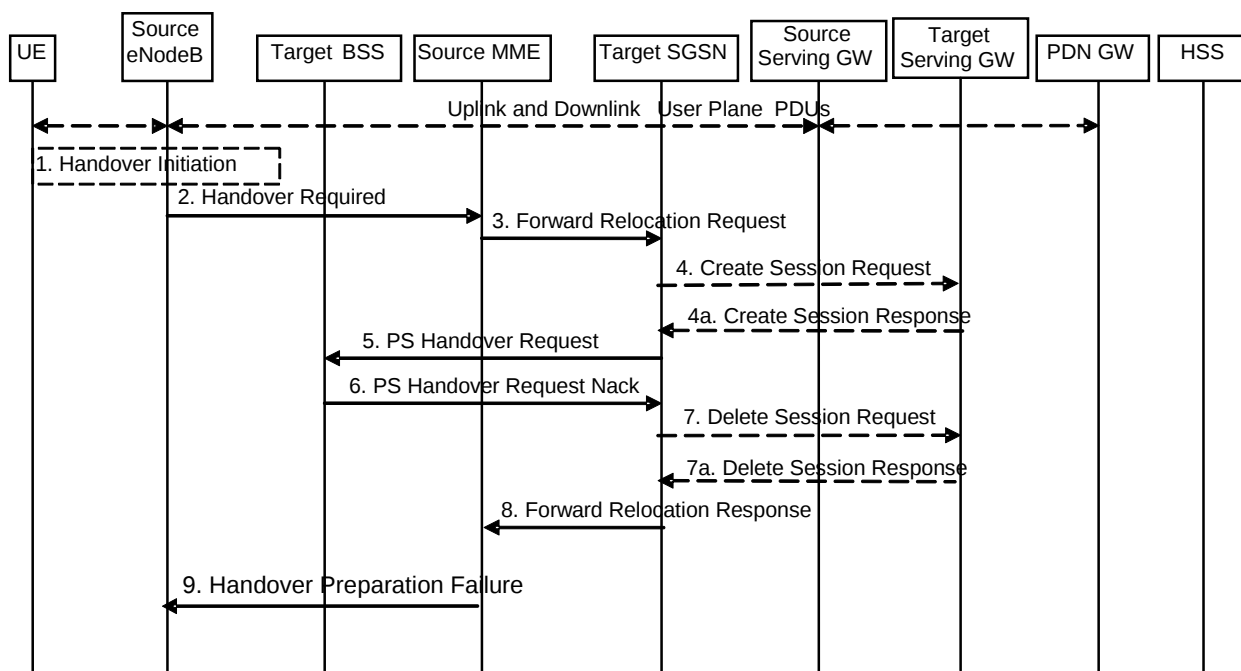 UE
Source
eNodeB
Target BSS
Source MME
Target SGSN
Source
Serving GW
Target
Serving GW
PDN GW
HSS
Uplink and Downlink User Plane PDUs
1. Handover Initiation
2. Handover Required
3. Forward Relocation Request
4. Create Session Request
4a. Create Session Response
5. PS Handover Request
6. PS Handover Request Nack
7. Delete Session Request
7a. Delete Session Response
8. Forward Relocation Response
9. Handover Preparation Failure